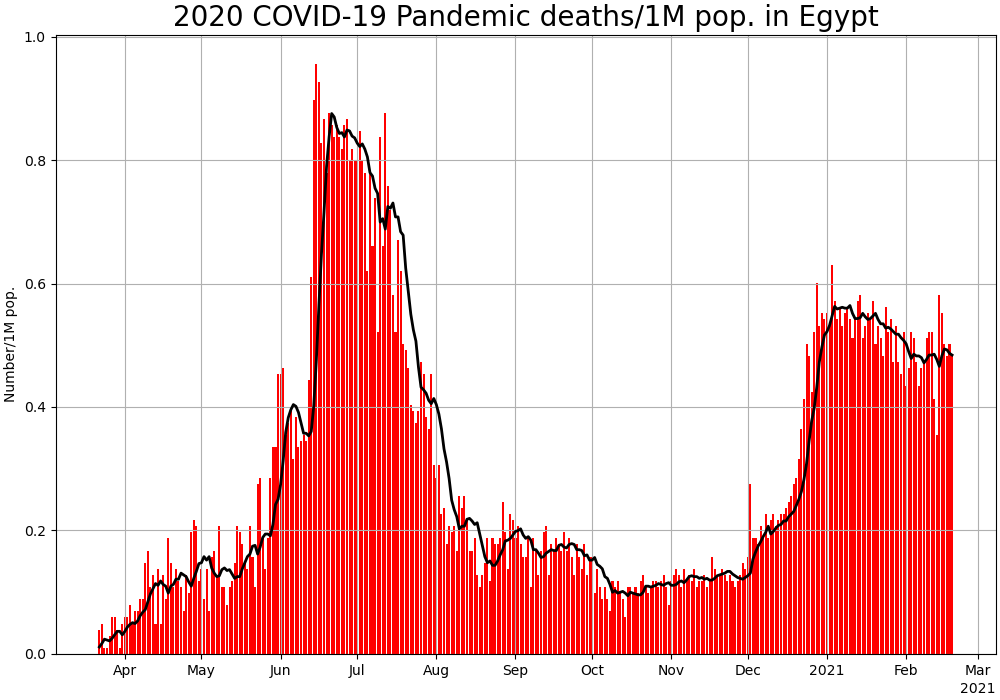 2020 COVID-19 Pandemic deaths/1M pop. in Egypt
Number/1M pop.
1.0
0.8
0.6
0.4
0.2
0.0
Apr May Jun Jul Aug Sep Oct Nov Dec 2021 Feb Mar
2021